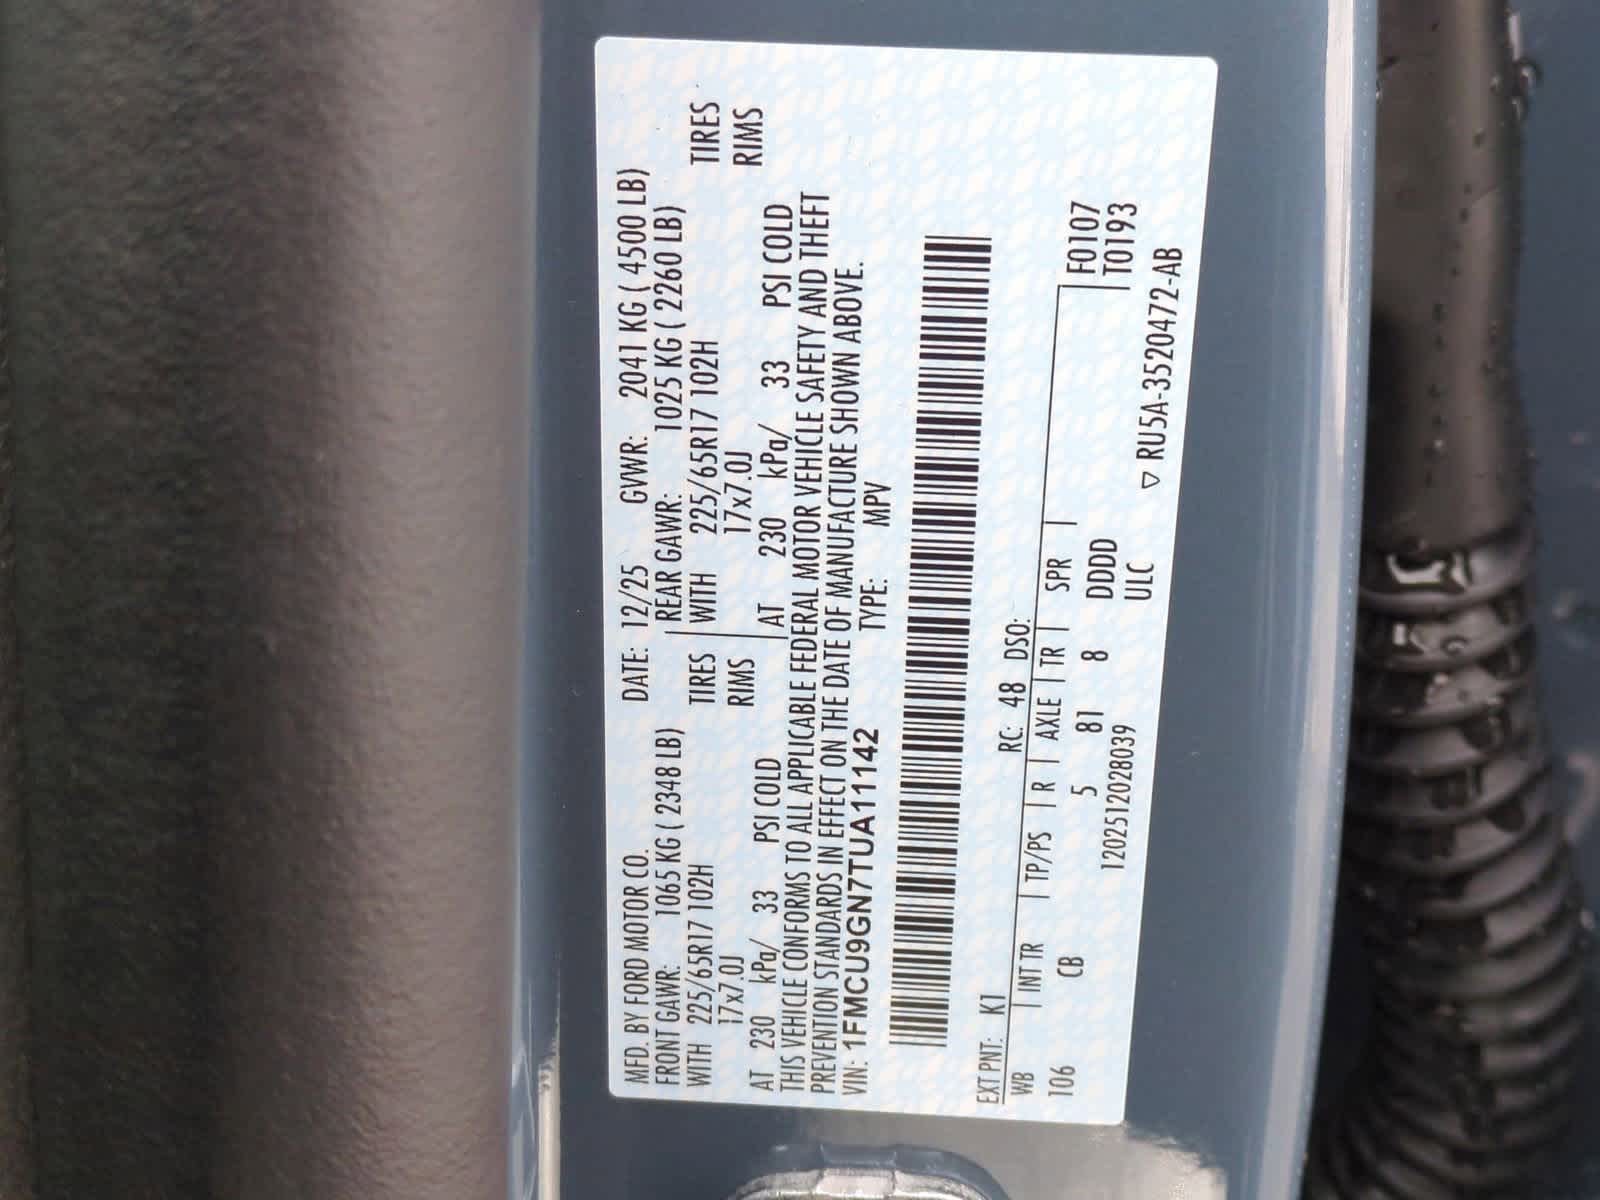 MFD. BY FORD MOTOR CO.
DATE: 12/25 GVWR: 2041 KG ( 4500 LB)
FRONT GAWR: 1065 KG ( 2348 LB) REAR GAWR: 1025 KG ( 2260 LB)
WITH 225/65R17 102H TIRES WITH 225/65R17 102H TIRES
17x7.0J RIMS 17x7.0J RIMS
AT 230 kPa/ 33 PSI COLD AT 230 kPa/ 33 PSI COLD
THIS VEHICLE CONFORMS TO ALL APPLICABLE FEDERAL MOTOR VEHICLE SAFETY AND THEFT
PREVENTION STANDARDS IN EFFECT ON THE DATE OF MANUFACTURE SHOWN ABOVE.
VIN: 1FMCU9GN7TUA11142 TYPE: MPV
EXT PNT: K1 RC: 48 DSO:
WB INT TR TP/PS R AXLE TR SPR F0107
106 CB 5 81 8 DDDD T0193
1202512028039 ULC
▽ RU5A-3520472-AB